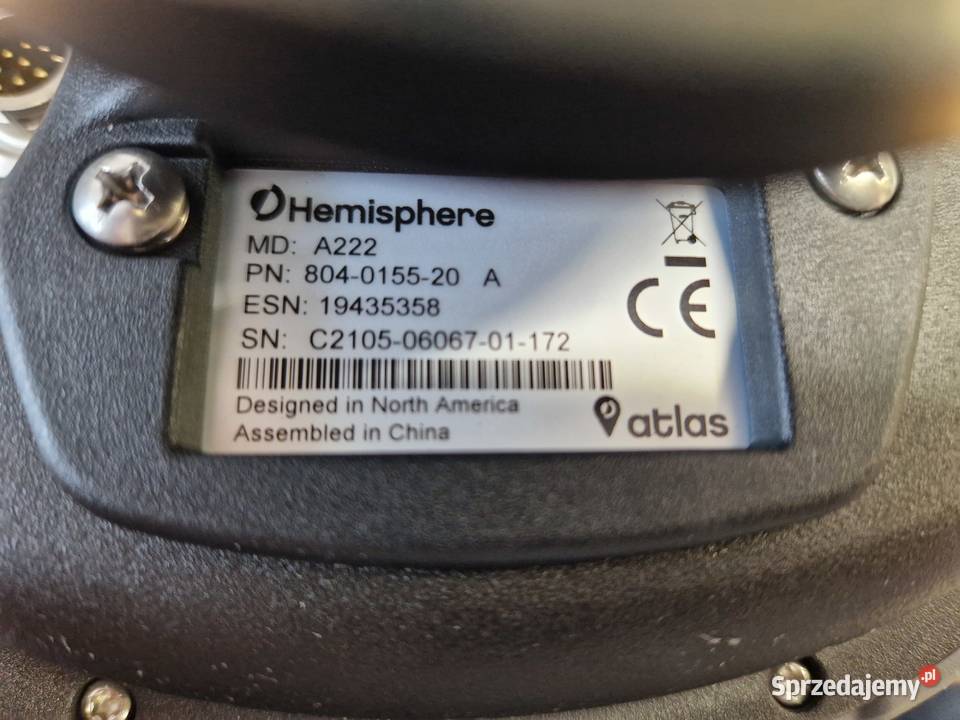 Hemisphere
MD: A222
PN: 804-0155-20 A
ESN: 19435358
SN: C2105-06067-01-172
CE
Designed in North America
Assembled in China
atlas
Sprzedajemy.pl